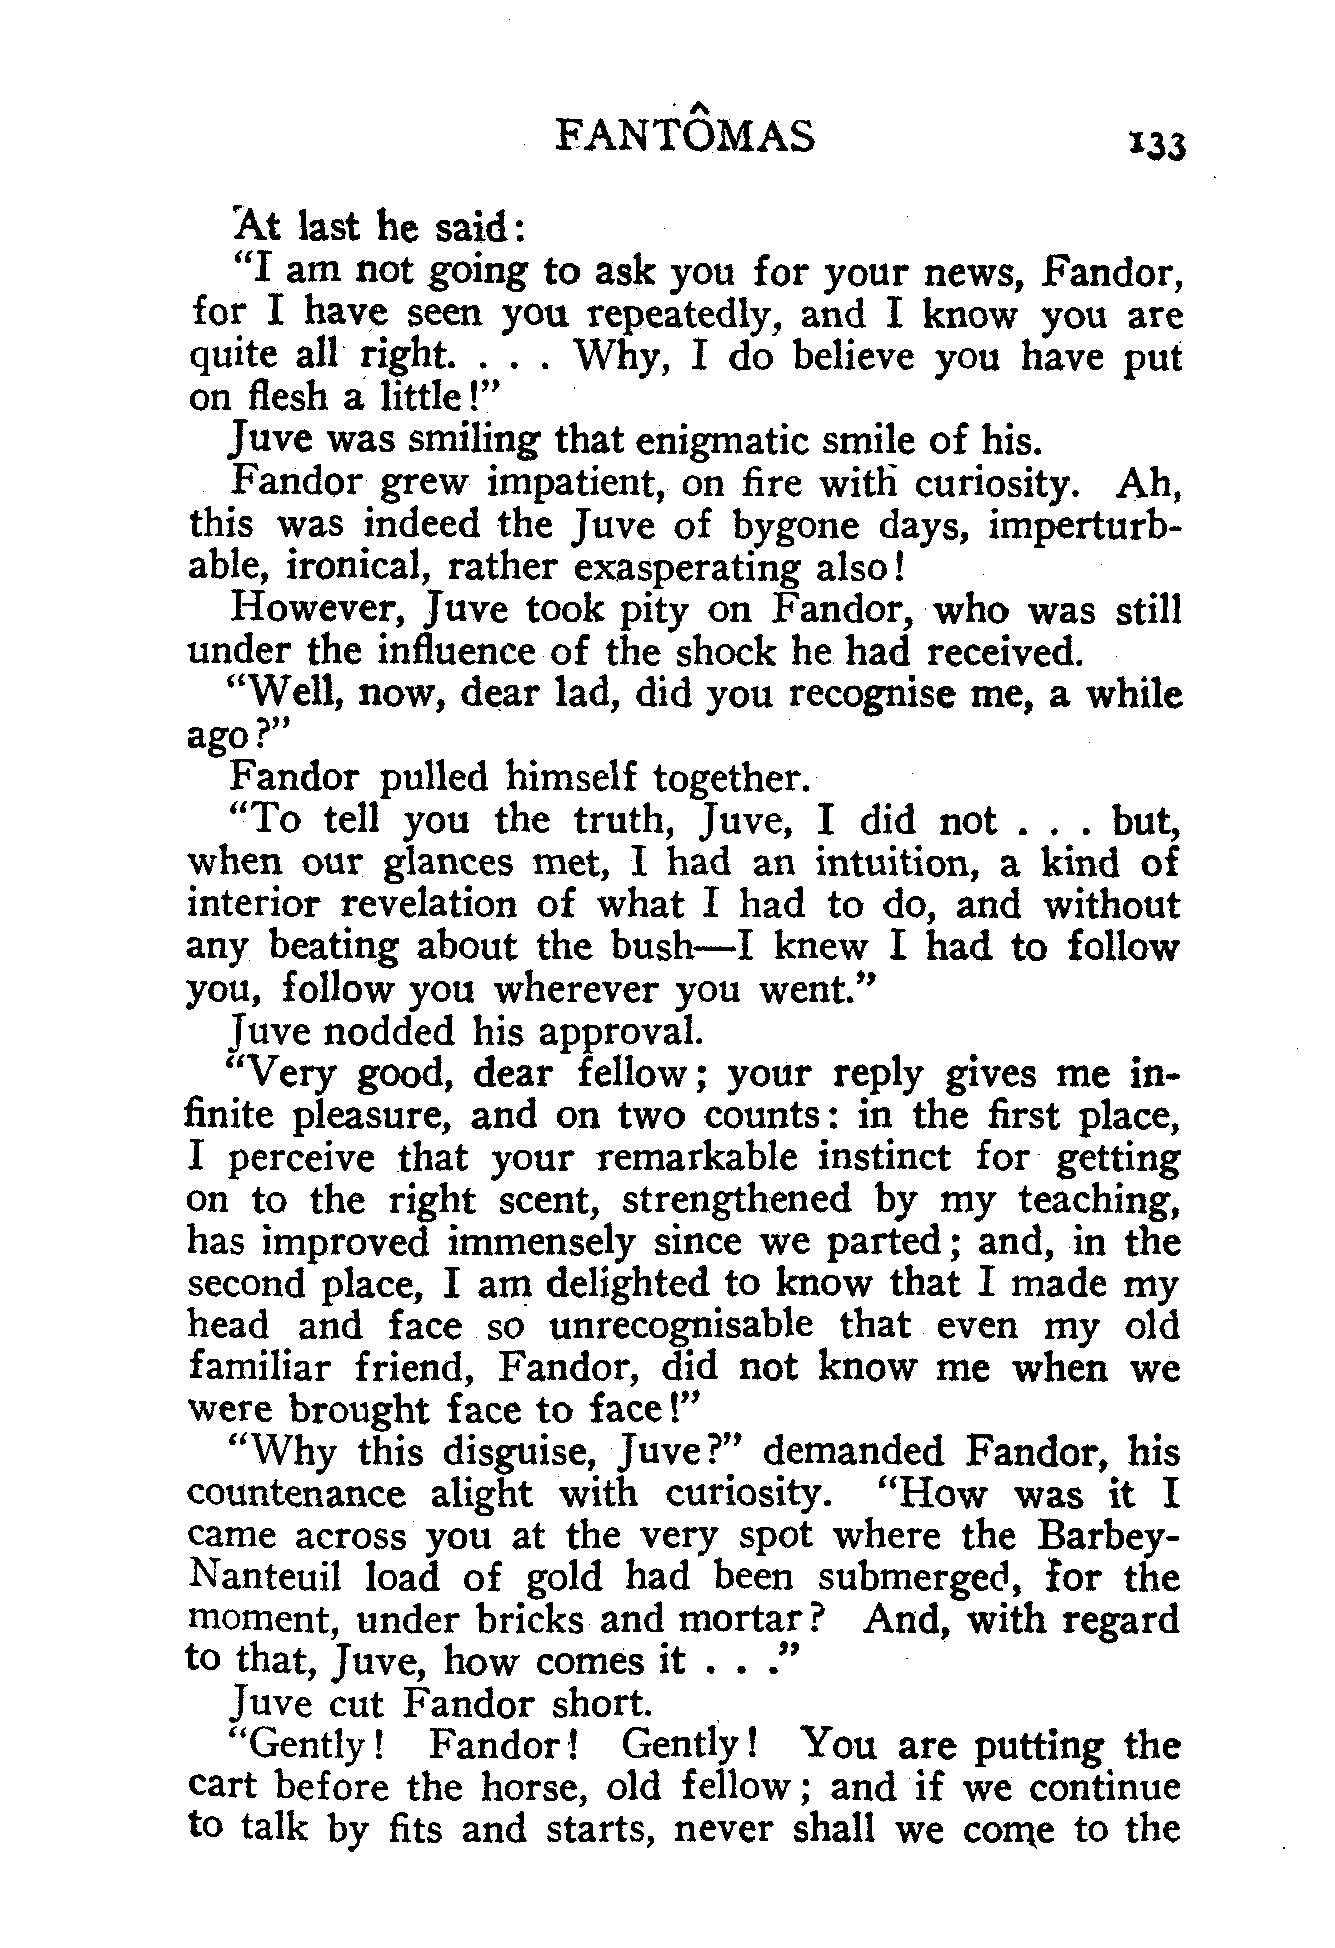 FANTÔMAS 133
At last he said:
“I am not going to ask you for your news, Fandor,
for I have seen you repeatedly, and I know you are
quite all right. . . . Why, I do believe you have put
on flesh a little!”
Juve was smiling that enigmatic smile of his.
Fandor grew impatient, on fire with curiosity. Ah,
this was indeed the Juve of bygone days, imperturb-
able, ironical, rather exasperating also!
However, Juve took pity on Fandor, who was still
under the influence of the shock he had received.
“Well, now, dear lad, did you recognise me, a while
ago?”
Fandor pulled himself together.
“To tell you the truth, Juve, I did not . . . but,
when our glances met, I had an intuition, a kind of
interior revelation of what I had to do, and without
any beating about the bush—I knew I had to follow
you, follow you wherever you went.”
Juve nodded his approval.
“Very good, dear fellow; your reply gives me in-
finite pleasure, and on two counts: in the first place,
I perceive that your remarkable instinct for getting
on to the right scent, strengthened by my teaching,
has improved immensely since we parted; and, in the
second place, I am delighted to know that I made my
head and face so unrecognisable that even my old
familiar friend, Fandor, did not know me when we
were brought face to face!”
“Why this disguise, Juve?” demanded Fandor, his
countenance alight with curiosity. “How was it I
came across you at the very spot where the Barbey-
Nanteuil load of gold had been submerged, for the
moment, under bricks and mortar? And, with regard
to that, Juve, how comes it . . .”
Juve cut Fandor short.
“Gently! Fandor! Gently! You are putting the
cart before the horse, old fellow; and if we continue
to talk by fits and starts, never shall we come to the